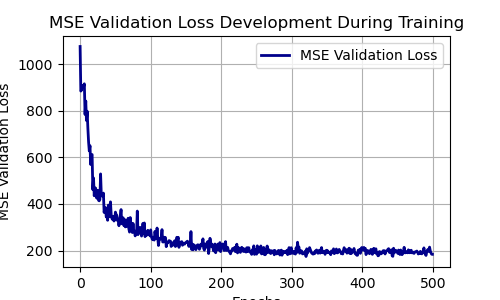 MSE Validation Loss Development During Training
MSE Validation Loss
MSE Validation Loss
1000
800
600
400
200
0
100
200
300
400
500
Epochs